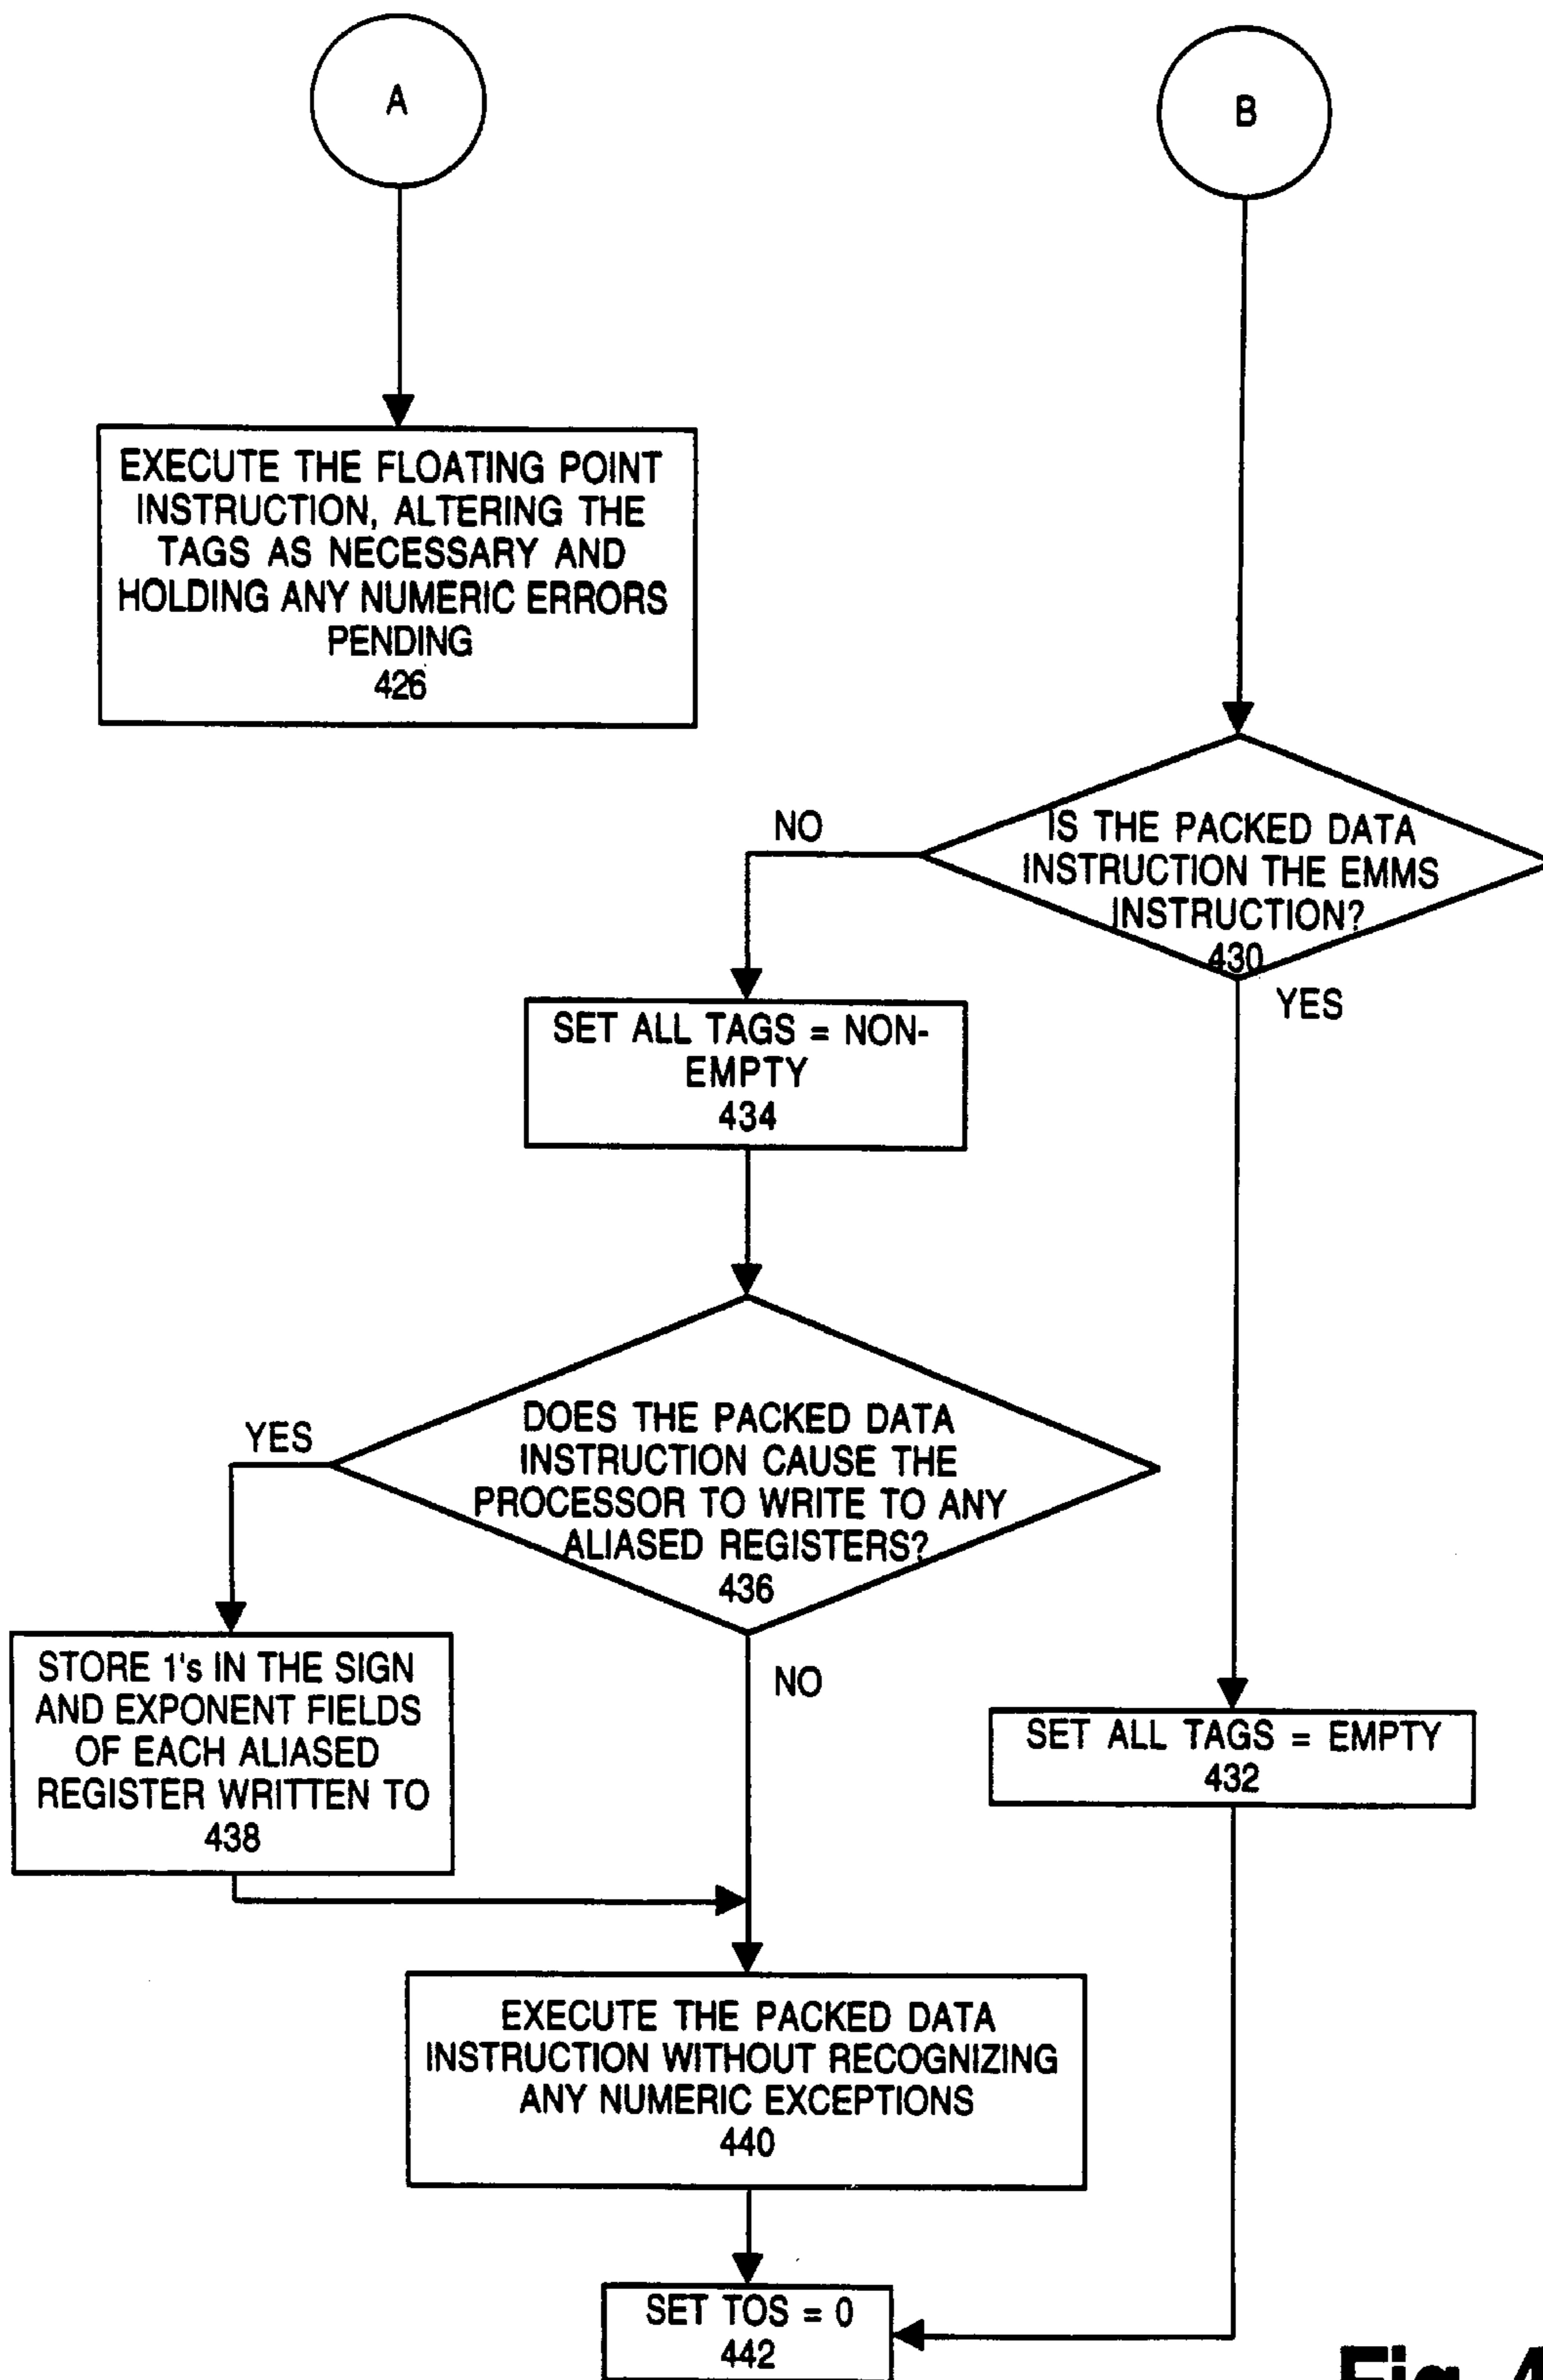 A
B
EXECUTE THE FLOATING POINT
INSTRUCTION, ALTERING THE
TAGS AS NECESSARY AND
HOLDING ANY NUMERIC ERRORS
PENDING
426
NO
IS THE PACKED DATA
INSTRUCTION THE EMMS
INSTRUCTION?
430
YES
SET ALL TAGS = NON-
EMPTY
434
YES
DOES THE PACKED DATA
INSTRUCTION CAUSE THE
PROCESSOR TO WRITE TO ANY
ALIASED REGISTERS?
436
NO
STORE 1's IN THE SIGN
AND EXPONENT FIELDS
OF EACH ALIASED
REGISTER WRITTEN TO
438
SET ALL TAGS = EMPTY
432
EXECUTE THE PACKED DATA
INSTRUCTION WITHOUT RECOGNIZING
ANY NUMERIC EXCEPTIONS
440
SET TOS = 0
442